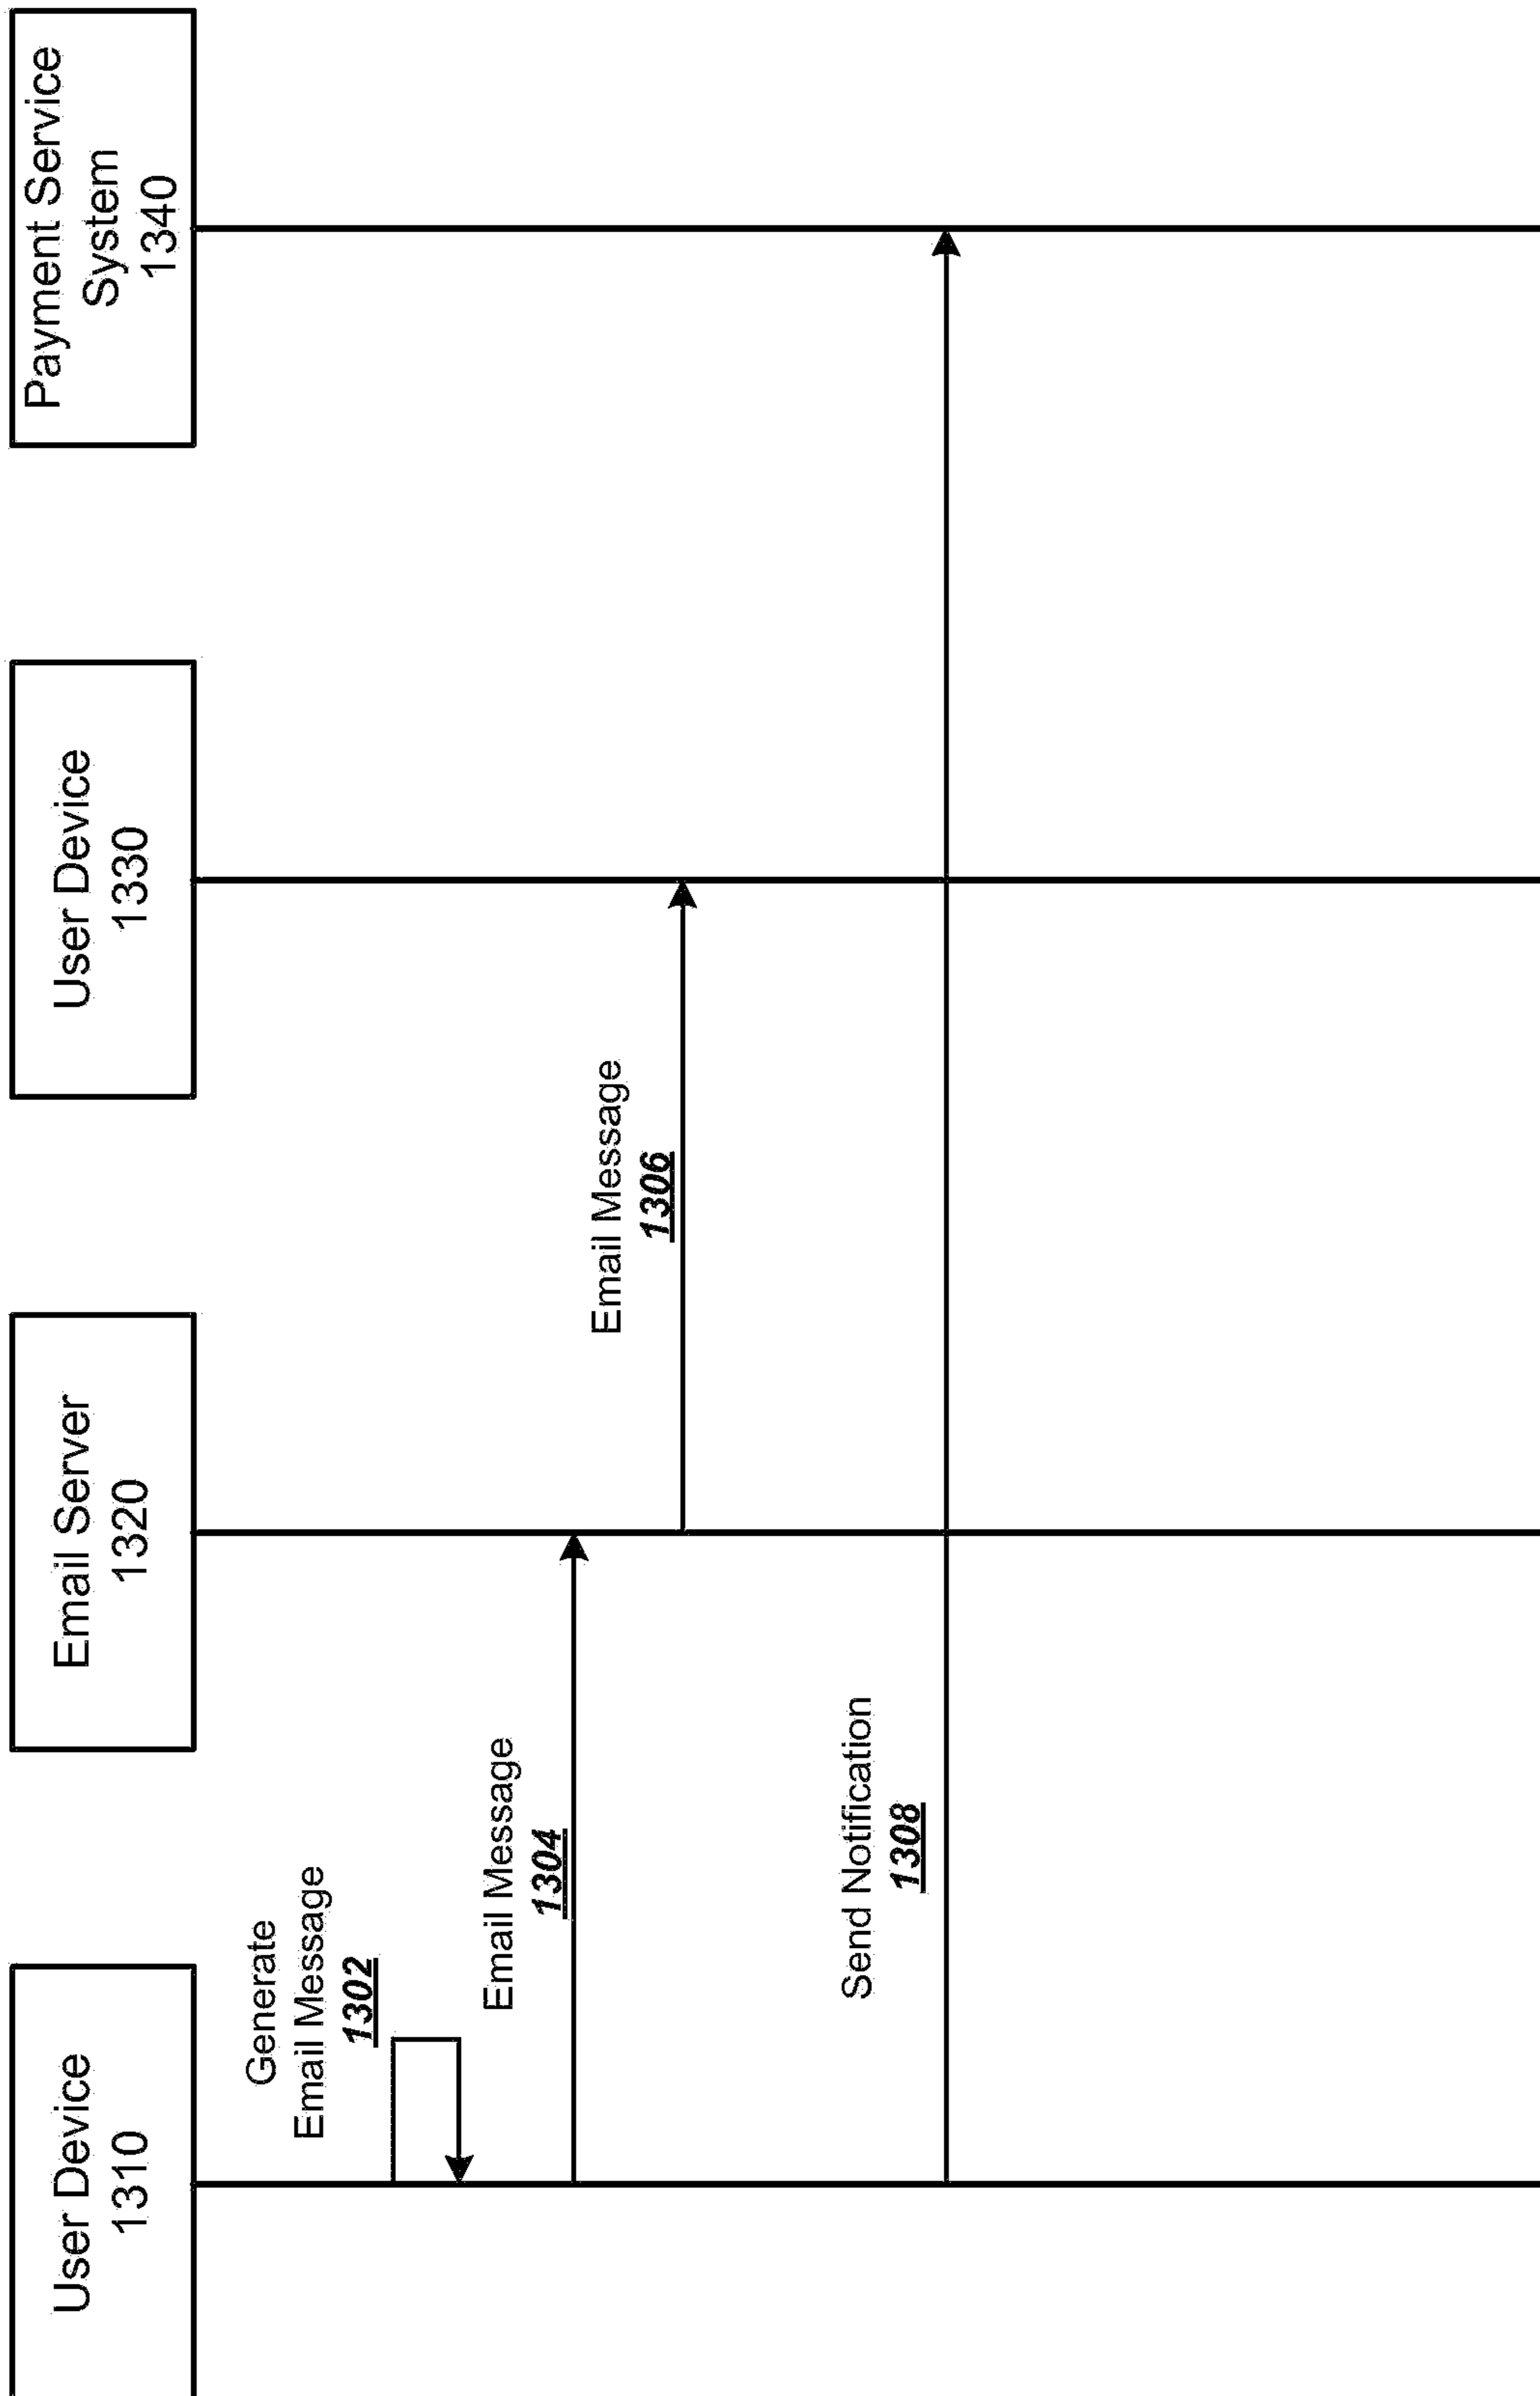 User Device
1310
Email Server
1320
User Device
1330
Payment Service
System
1340
Generate
Email Message
1302
Email Message
1304
Email Message
1306
Send Notification
1308